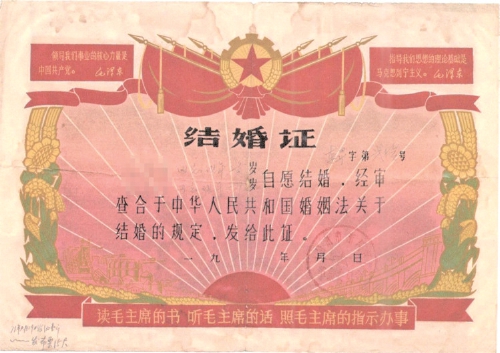 领导我们事业的核心力量是
中国共产党。 毛泽东
指导我们思想的理论基础是
马克思列宁主义。 毛泽东
结婚证
字第 号
岁
岁 自愿结婚，经审
查合于中华人民共和国婚姻法关于
结婚的规定，发给此证。
一九 年 月 日
读毛主席的书 听毛主席的话 照毛主席的指示办事